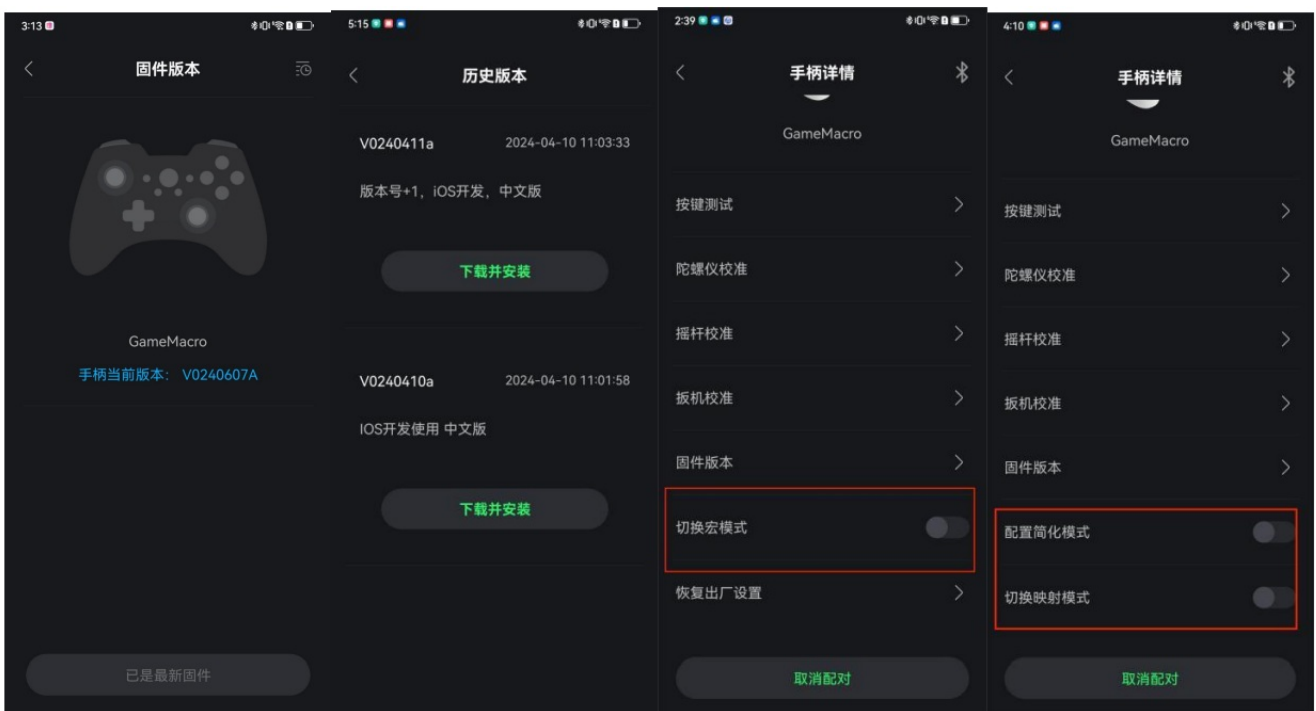 3:13
固件版本
GameMacro
手柄当前版本： V0240607A
已是最新固件
5:15
历史版本
V0240411a 2024-04-10 11:03:33
版本号+1，iOS开发，中文版
下载并安装
V0240410a 2024-04-10 11:01:58
IOS开发使用 中文版
下载并安装
2:39
手柄详情
GameMacro
按键测试
陀螺仪校准
摇杆校准
扳机校准
固件版本
切换宏模式
恢复出厂设置
取消配对
4:10
手柄详情
GameMacro
按键测试
陀螺仪校准
摇杆校准
扳机校准
固件版本
配置简化模式
切换映射模式
取消配对